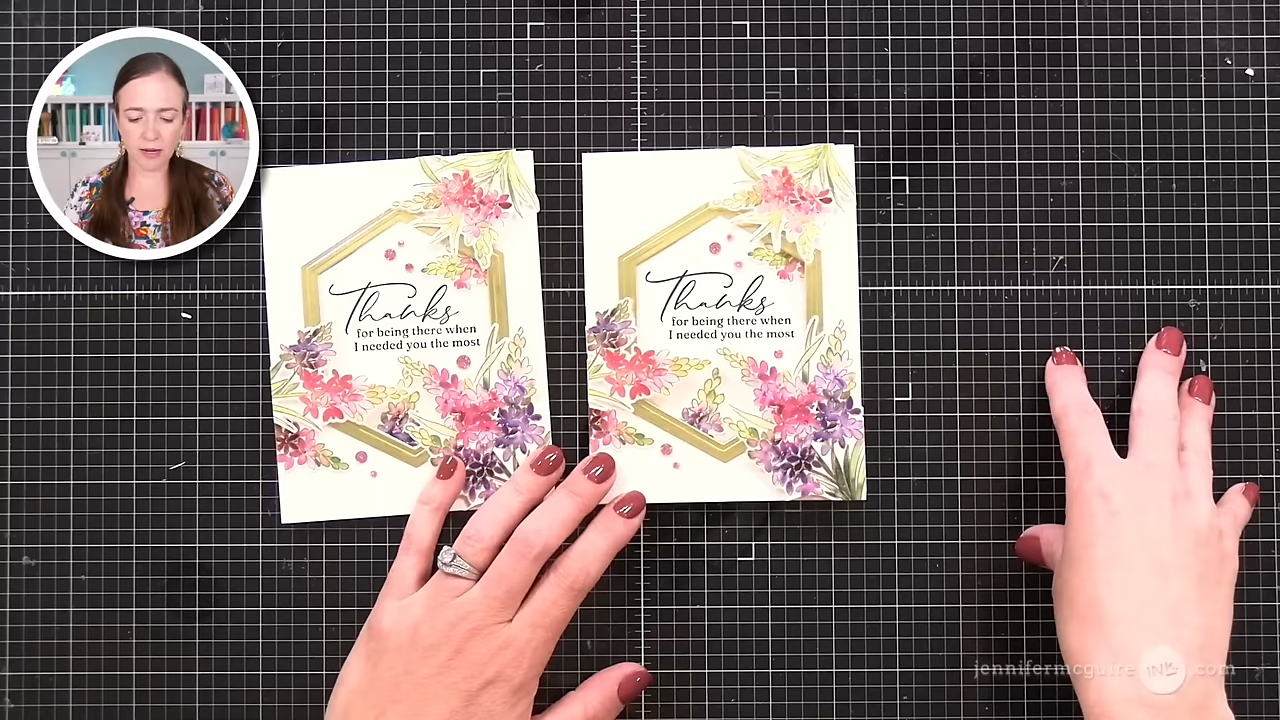 Thanks
for being there when
I needed you the most
Thanks
for being there when
I needed you the most
jennifermcguire INK .com